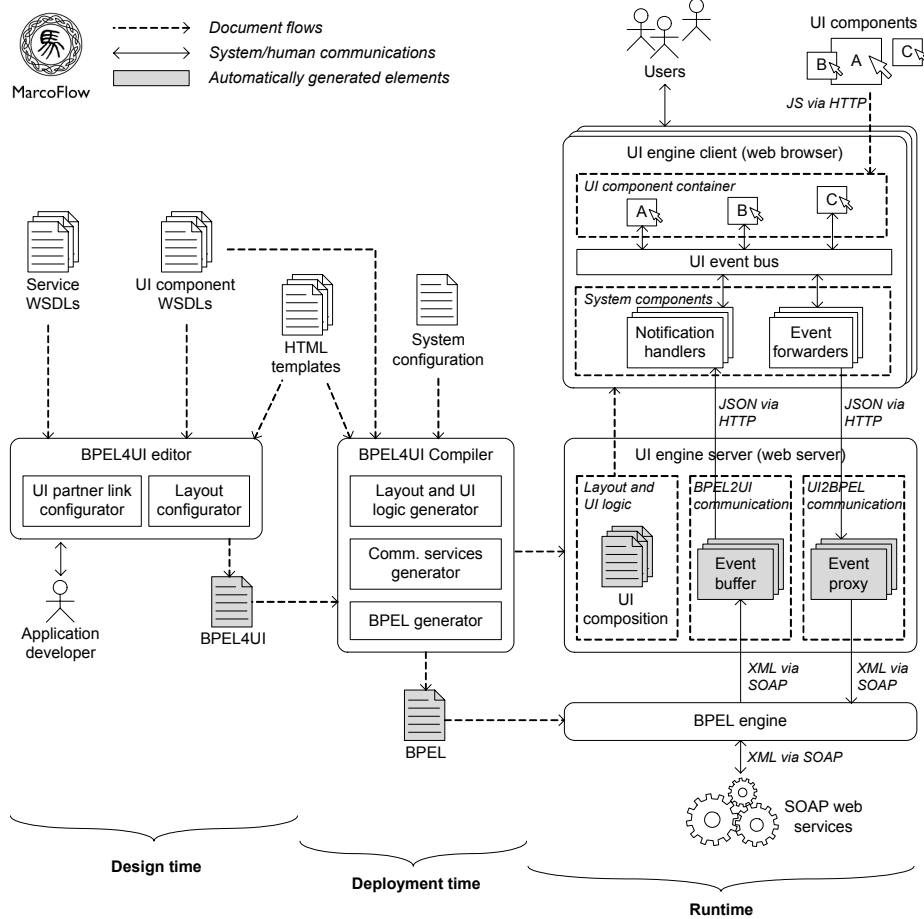 馬
MarcoFlow
Document flows
System/human communications
Automatically generated elements
Users
UI components
B
A
C
JS via HTTP
UI engine client (web browser)
UI component container
A
B
C
UI event bus
System components
Notification
handlers
Event
forwarders
JSON via
HTTP
JSON via
HTTP
Service
WSDLs
UI component
WSDLs
HTML
templates
System
configuration
BPEL4UI editor
UI partner link
configurator
Layout
configurator
Application
developer
BPEL4UI
BPEL4UI Compiler
Layout and UI
logic generator
Comm. services
generator
BPEL generator
BPEL
UI engine server (web server)
Layout and
UI logic
UI
composition
BPEL2UI
communication
Event
buffer
UI2BPEL
communication
Event
proxy
XML via
SOAP
XML via
SOAP
BPEL engine
XML via SOAP
SOAP web
services
Design time
Deployment time
Runtime